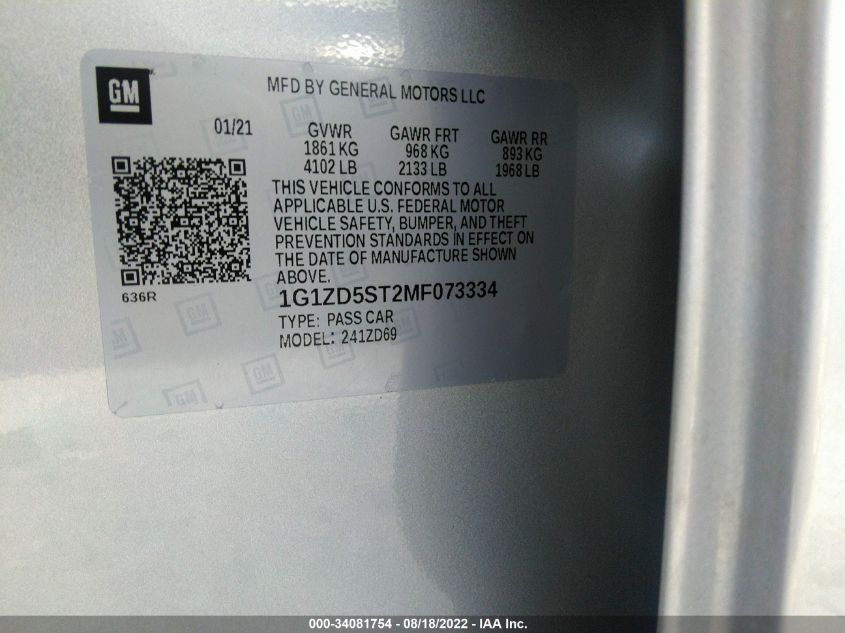 GM
MFD BY GENERAL MOTORS LLC
01/21 GVWR GAWR FRT GAWR RR
1861 KG 968 KG 893 KG
4102 LB 2133 LB 1968 LB
THIS VEHICLE CONFORMS TO ALL
APPLICABLE U.S. FEDERAL MOTOR
VEHICLE SAFETY, BUMPER, AND THEFT
PREVENTION STANDARDS IN EFFECT ON
THE DATE OF MANUFACTURE SHOWN
ABOVE.
636R
1G1ZD5ST2MF073334
TYPE: PASS CAR
MODEL: 241ZD69
000-34081754 - 08/18/2022 - IAA Inc.